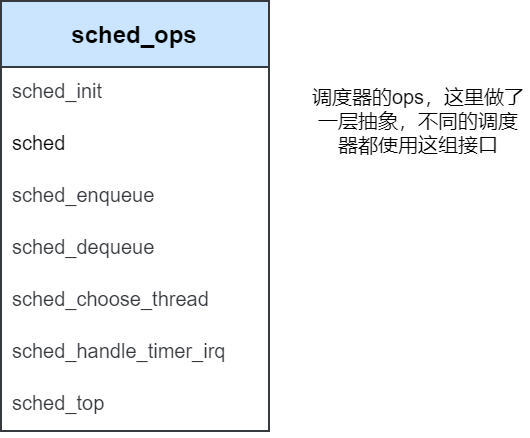 sched_ops
sched_init
sched
sched_enqueue
sched_dequeue
sched_choose_thread
sched_handle_timer_irq
sched_top
调度器的ops，这里做了
一层抽象，不同的调度
器都使用这组接口